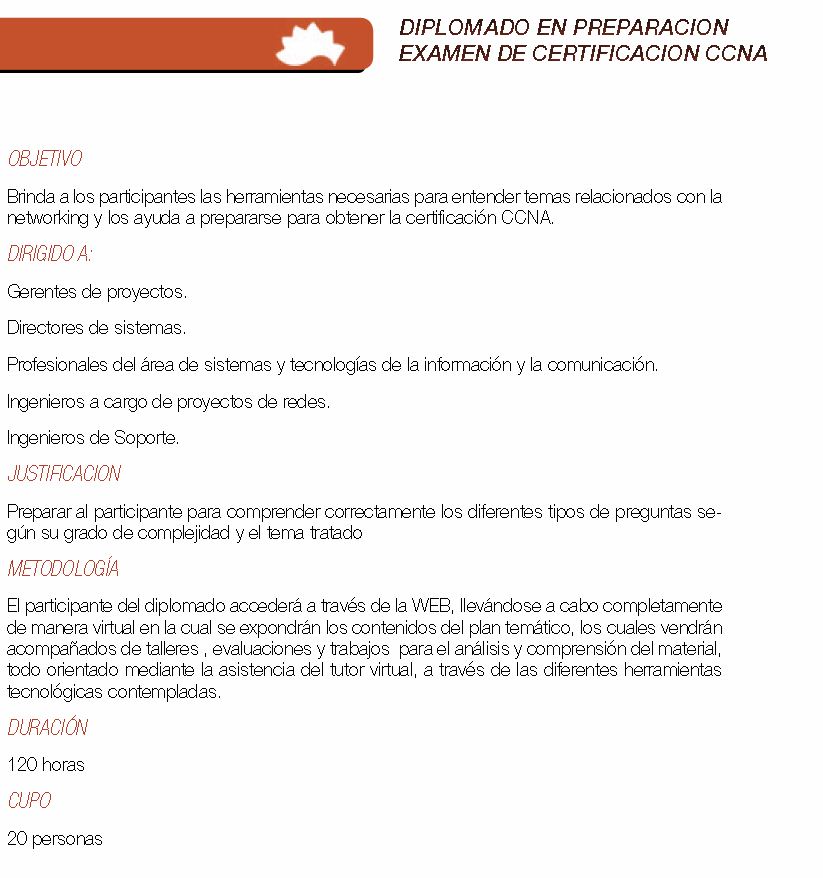 DIPLOMADO EN PREPARACION
EXAMEN DE CERTIFICACION CCNA
OBJETIVO
Brinda a los participantes las herramientas necesarias para entender temas relacionados con la
networking y los ayuda a prepararse para obtener la certificación CCNA.
DIRIGIDO A:
Gerentes de proyectos.
Directores de sistemas.
Profesionales del área de sistemas y tecnologías de la información y la comunicación.
Ingenieros a cargo de proyectos de redes.
Ingenieros de Soporte.
JUSTIFICACION
Preparar al participante para comprender correctamente los diferentes tipos de preguntas se-
gún su grado de complejidad y el tema tratado
METODOLOGÍA
El participante del diplomado accederá a través de la WEB, llevándose a cabo completamente
de manera virtual en la cual se expondrán los contenidos del plan temático, los cuales vendrán
acompañados de talleres , evaluaciones y trabajos  para el análisis y comprensión del material,
todo orientado mediante la asistencia del tutor virtual, a través de las diferentes herramientas
tecnológicas contempladas.
DURACIÓN
120 horas
CUPO
20 personas